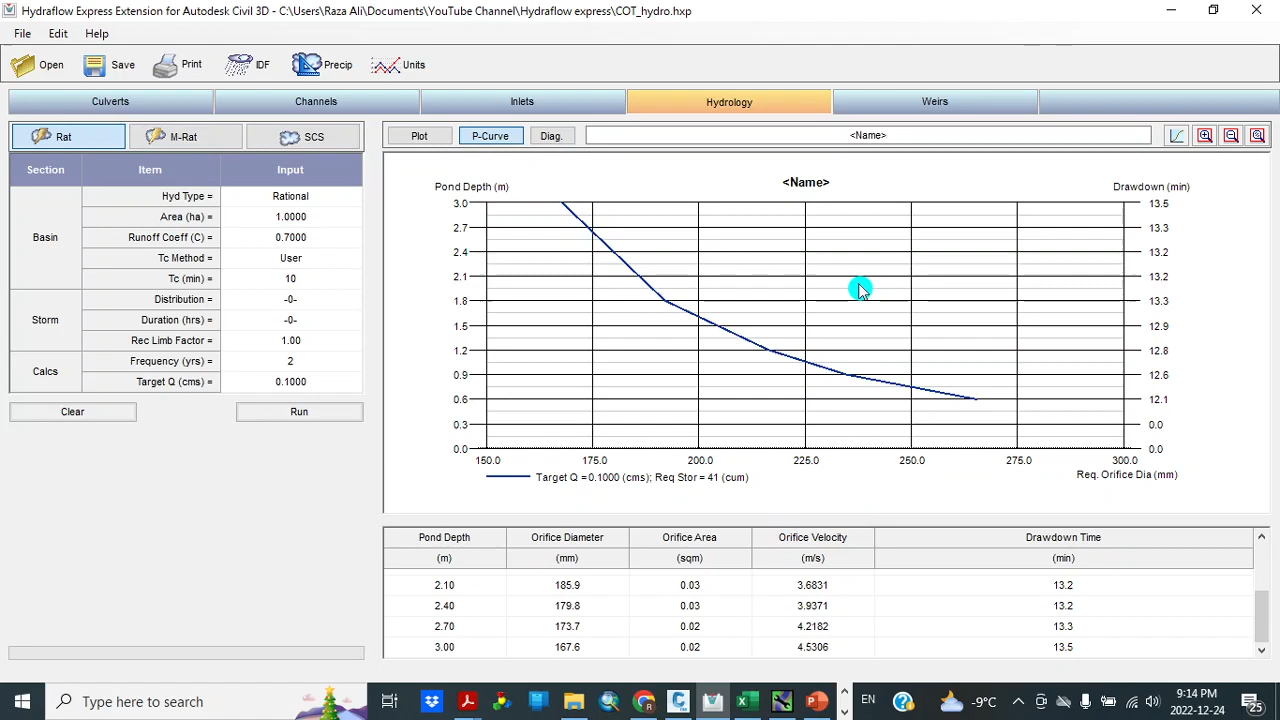 Hydraflow Express Extension for Autodesk Civil 3D - C:\Users\Raza Ali\Documents\YouTube Channel\Hydraflow express\COT_hydro.hxp
File Edit Help
Open Save Print IDF Precip Units
Culverts Channels Inlets Hydrology Weirs
Rat M-Rat SCS
Plot P-Curve Diag. <Name>
Section Item Input
Basin
Hyd Type = Rational
Area (ha) = 1.0000
Runoff Coeff (C) = 0.7000
Tc Method = User
Tc (min) = 10
Storm
Distribution = -0-
Duration (hrs) = -0-
Rec Limb Factor = 1.00
Calcs
Frequency (yrs) = 2
Target Q (cms) = 0.1000
Clear Run
Pond Depth (m) <Name> Drawdown (min)
3.0 13.5
2.7 13.3
2.4 13.2
2.1 13.2
1.8 13.3
1.5 12.9
1.2 12.8
0.9 12.6
0.6 12.1
0.3 0.0
0.0 0.0
150.0 175.0 200.0 225.0 250.0 275.0 300.0
Req. Orifice Dia (mm)
Target Q =0.1000 (cms); Req Stor = 41 (cum)
Pond Depth Orifice Diameter Orifice Area Orifice Velocity Drawdown Time
(m) (mm) (sqm) (m/s) (min)
2.10 185.9 0.03 3.6831 13.2
2.40 179.8 0.03 3.9371 13.2
2.70 173.7 0.02 4.2182 13.3
3.00 167.6 0.02 4.5306 13.5
Type here to search
EN
-9°C
9:14 PM
2022-12-24
25